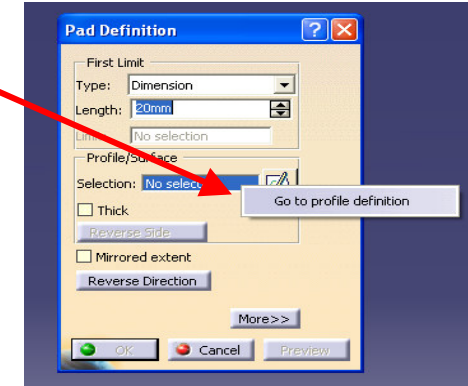 Pad Definition
First Limit
Type: Dimension
Length: 20mm
No selection
Profile/Surface
Selection: No selec
Go to profile definition
Thick
Reverse Side
Mirrored extent
Reverse Direction
More>>
OK Cancel Preview